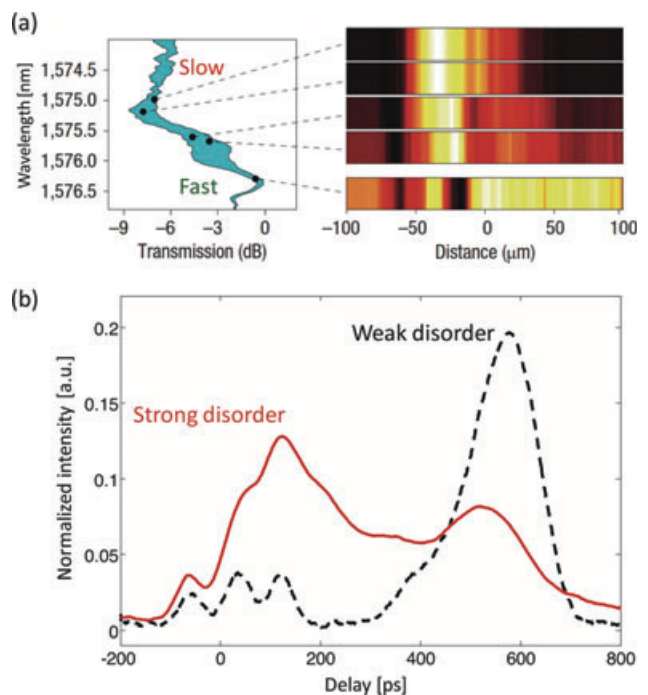 (a)
Wavelength [nm]
1,574.5
1,575.0
1,575.5
1,576.0
1,576.5
Slow
Fast
−9 −6 −3 0
Transmission (dB)
−100 −50 0 50 100
Distance (μm)
(b)
Normalized intensity [a.u.]
0.2
0.15
0.1
0.05
0
Weak disorder
Strong disorder
-200 0 200 400 600 800
Delay [ps]